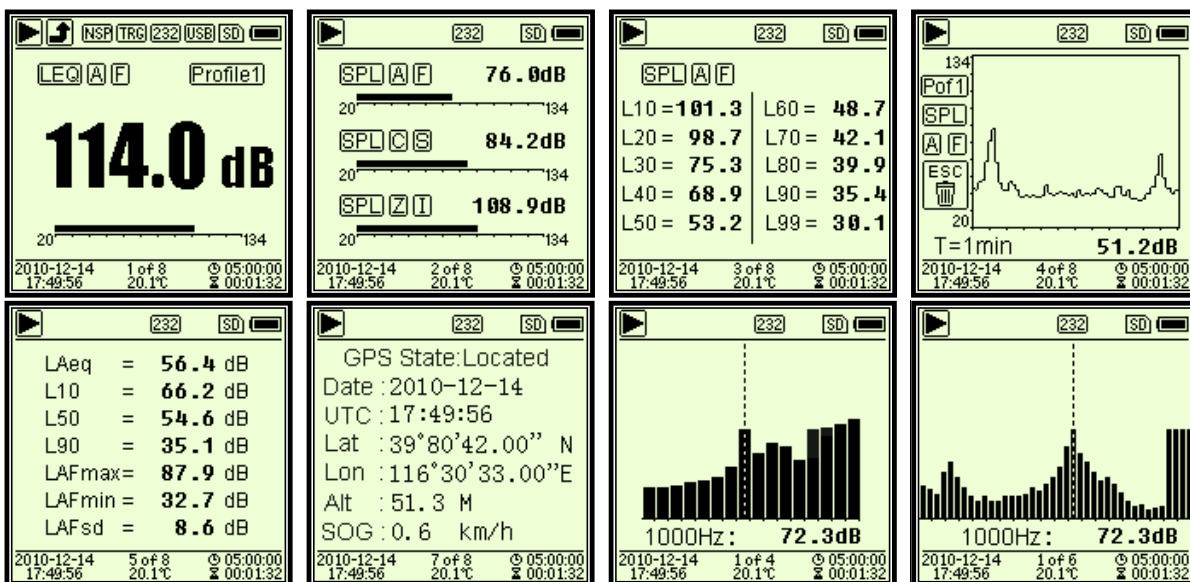 NSP TRG 232 USB SD
LEQ A F Profile1
114.0 dB
20 134
2010-12-14 1 of 8 05:00:00
17:49:56 20.1℃ 00:01:32
232 SD
SPL A F 76.0dB
20 134
SPL C S 84.2dB
20 134
SPL Z I 108.9dB
20 134
2010-12-14 2 of 8 05:00:00
17:49:56 20.1℃ 00:01:32
232 SD
SPL A F
L10 =101.3 L60 = 48.7
L20 = 98.7 L70 = 42.1
L30 = 75.3 L80 = 39.9
L40 = 68.9 L90 = 35.4
L50 = 53.2 L99 = 30.1
2010-12-14 3 of 8 05:00:00
17:49:56 20.1℃ 00:01:32
232 SD
134
Pof1
SPL
A F
ESC
20
T=1min 51.2dB
2010-12-14 4 of 8 05:00:00
17:49:56 20.1℃ 00:01:32
232 SD
LAeq = 56.4 dB
L10 = 66.2 dB
L50 = 54.6 dB
L90 = 35.1 dB
LAFmax= 87.9 dB
LAFmin = 32.7 dB
LAFsd = 8.6 dB
2010-12-14 5 of 8 05:00:00
17:49:56 20.1℃ 00:01:32
232 SD
GPS State:Located
Date :2010-12-14
UTC :17:49:56
Lat :39°80'42.00" N
Lon :116°30'33.00"E
Alt :51.3 M
SOG :0.6 km/h
2010-12-14 7 of 8 05:00:00
17:49:56 20.1℃ 00:01:32
232 SD
1000Hz: 72.3dB
2010-12-14 1 of 4 05:00:00
17:49:56 20.1℃ 00:01:32
232 SD
1000Hz: 72.3dB
2010-12-14 1 of 6 05:00:00
17:49:56 20.1℃ 00:01:32